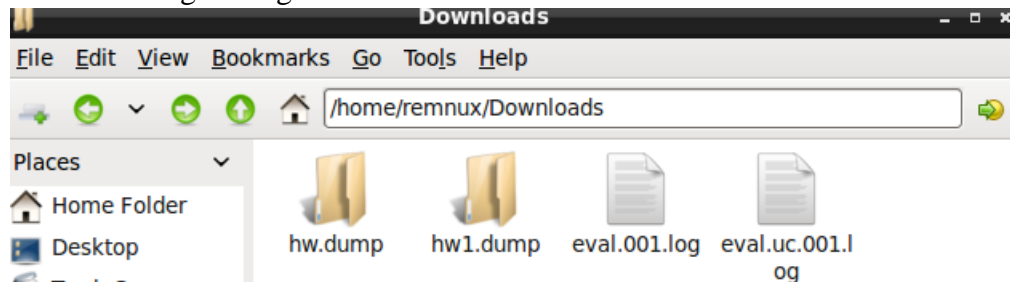 Downloads
File Edit View Bookmarks Go Tools Help
/home/remnux/Downloads
Places
Home Folder
Desktop
hw.dump hw1.dump eval.001.log eval.uc.001.l
og